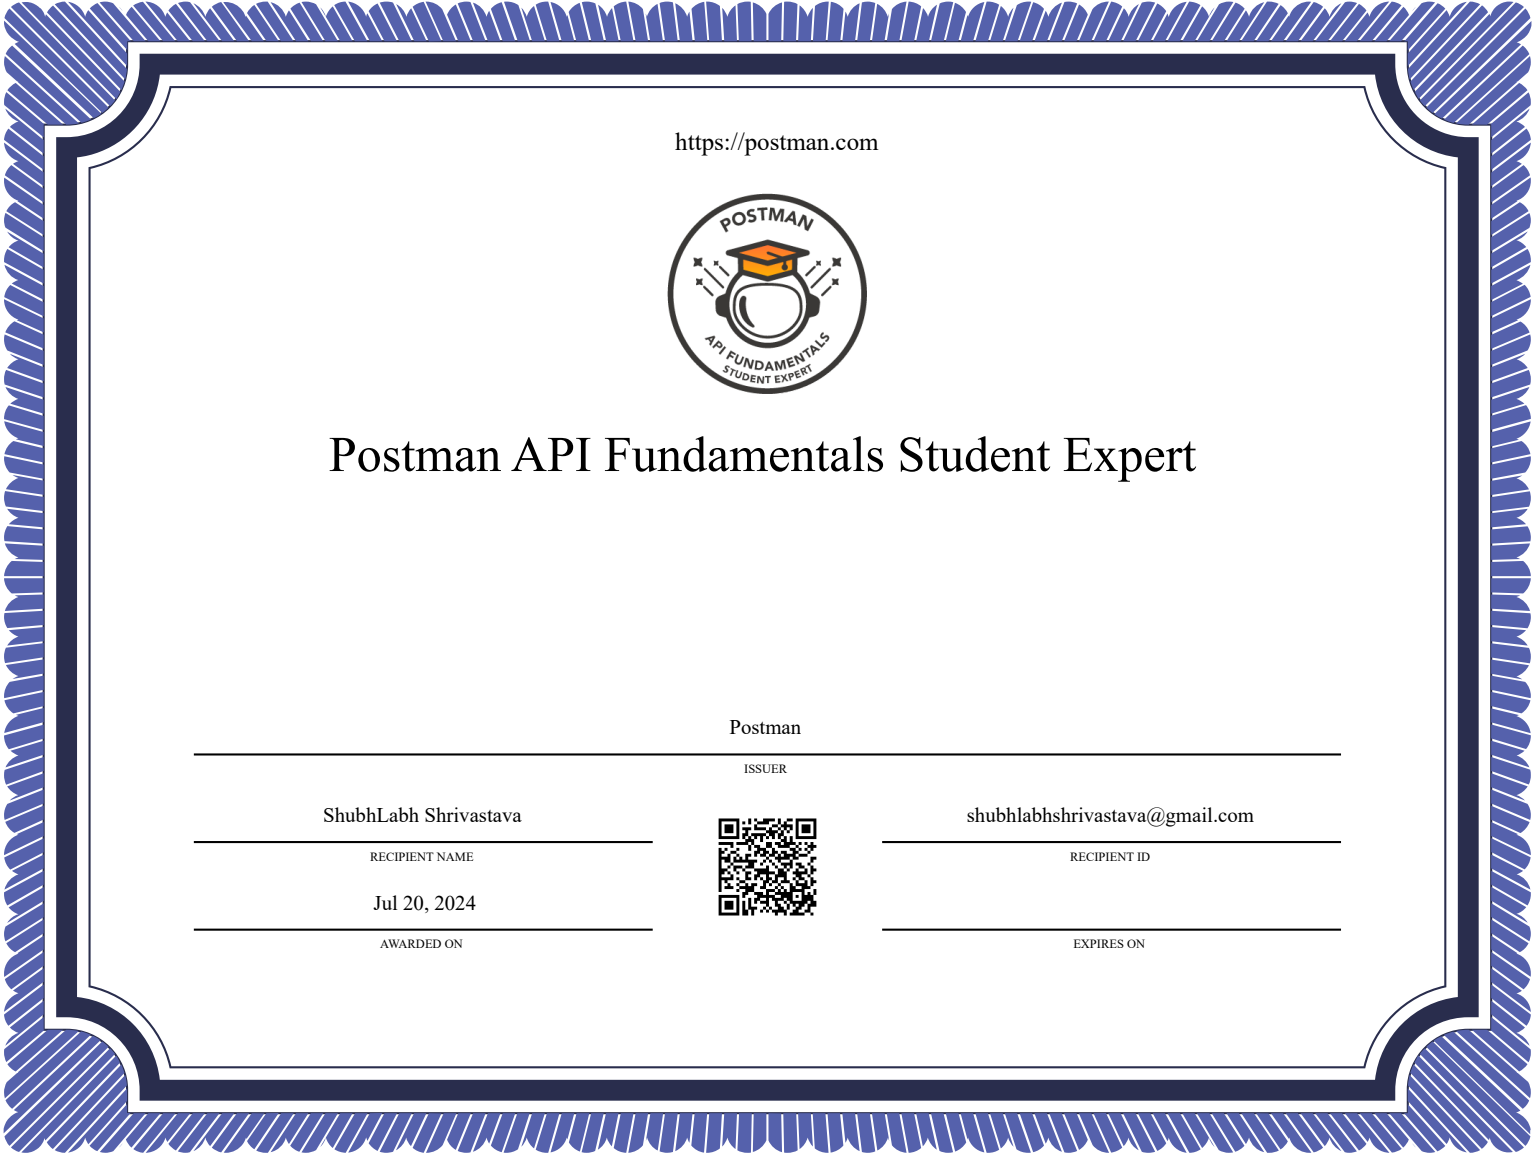 https://postman.com
POSTMAN
API FUNDAMENTALS
STUDENT EXPERT
Postman API Fundamentals Student Expert
Postman
ISSUER
ShubhLabh Shrivastava
RECIPIENT NAME
shubhlabhshrivastava@gmail.com
RECIPIENT ID
Jul 20, 2024
AWARDED ON
EXPIRES ON